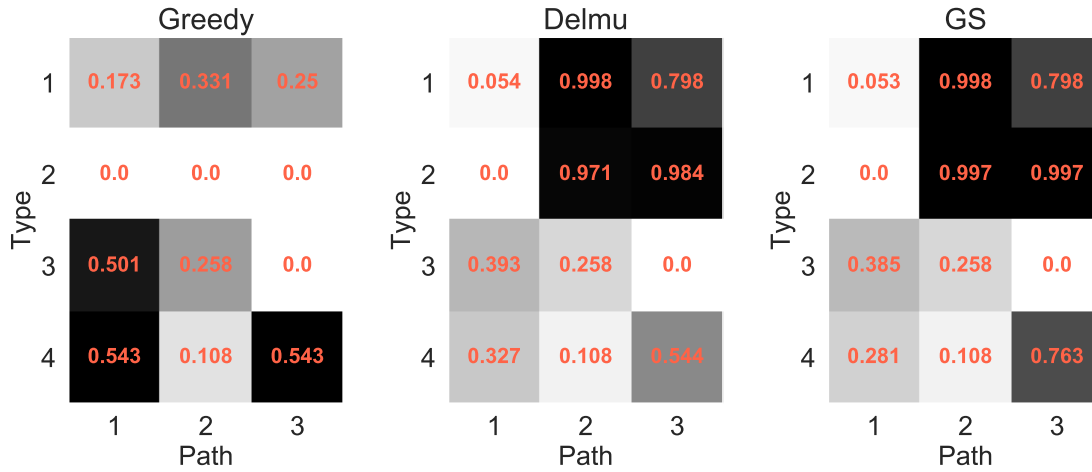 Greedy
Delmu
GS
1 0.173 0.331 0.25
2 0.0 0.0 0.0
3 0.501 0.258 0.0
4 0.543 0.108 0.543
1 2 3
Path
Type
1 0.054 0.998 0.798
2 0.0 0.971 0.984
3 0.393 0.258 0.0
4 0.327 0.108 0.544
1 2 3
Path
Type
1 0.053 0.998 0.798
2 0.0 0.997 0.997
3 0.385 0.258 0.0
4 0.281 0.108 0.763
1 2 3
Path
Type